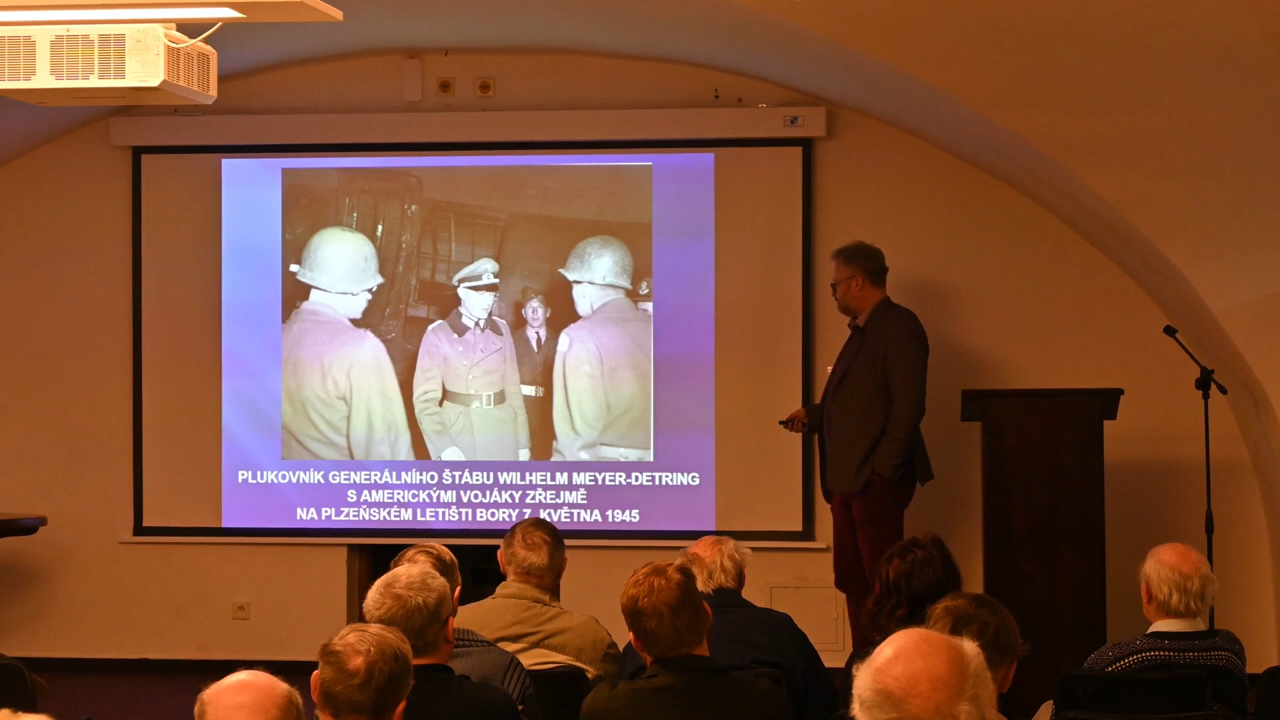 PLUKOVNÍK GENERÁLNÍHO ŠTÁBU WILHELM MEYER-DETRING
S AMERICKÝMI VOJÁKY ZŘEJMĚ
NA PLZEŇSKÉM LETIŠTI BORY 7. KVĚTNA 1945